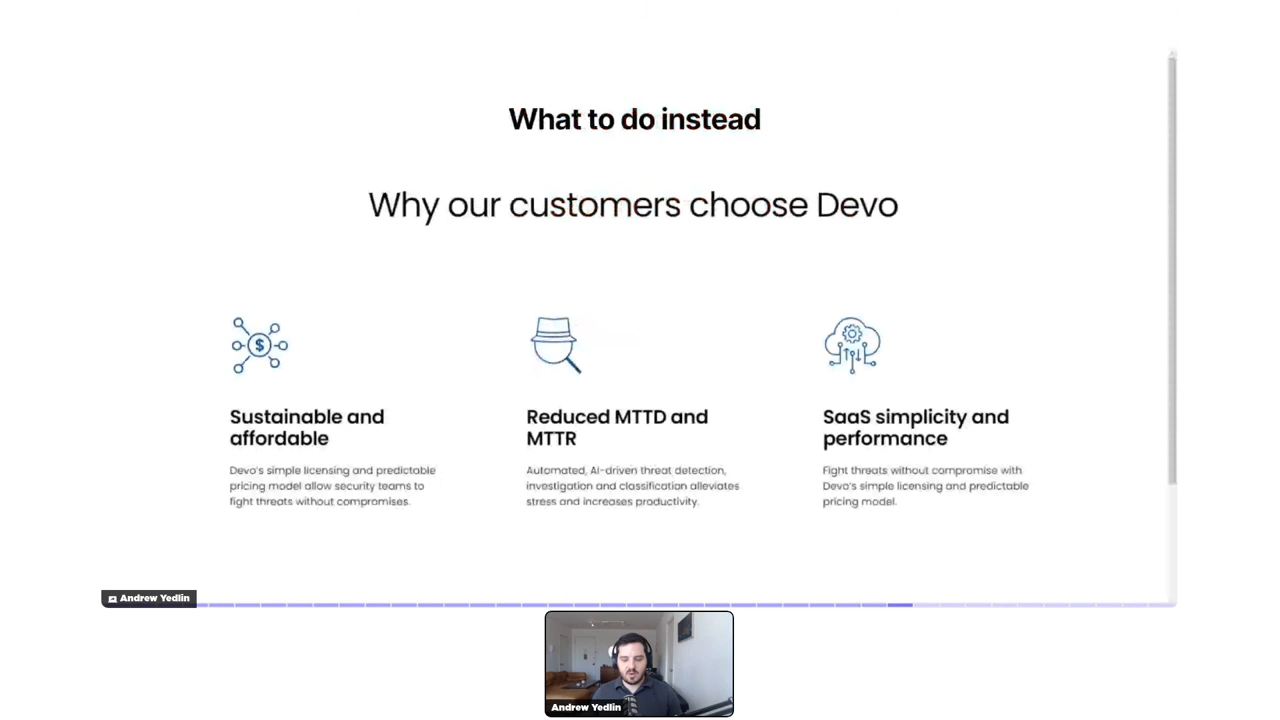 What to do instead
Why our customers choose Devo
Sustainable and
affordable
Devo's simple licensing and predictable
pricing model allow security teams to
fight threats without compromises.
Reduced MTTD and
MTTR
Automated, AI-driven threat detection,
investigation and classification alleviates
stress and increases productivity.
SaaS simplicity and
performance
Fight threats without compromise with
Devo's simple licensing and predictable
pricing model.
Andrew Yedlin
Andrew Yedlin